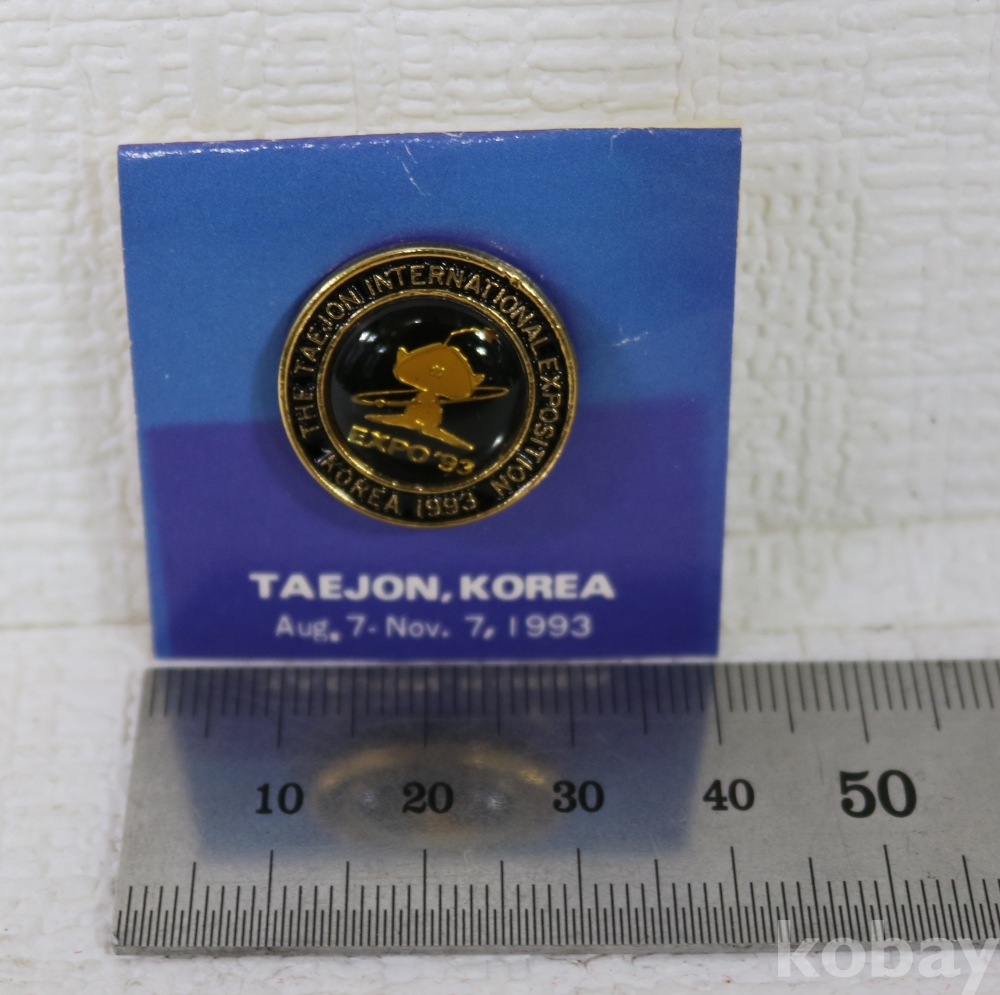 THE TAEJON INTERNATIONAL EXPOSITION
EXPO '93
KOREA 1993
TAEJON, KOREA
Aug. 7- Nov. 7, 1993
10 20 30 40 50
kobay